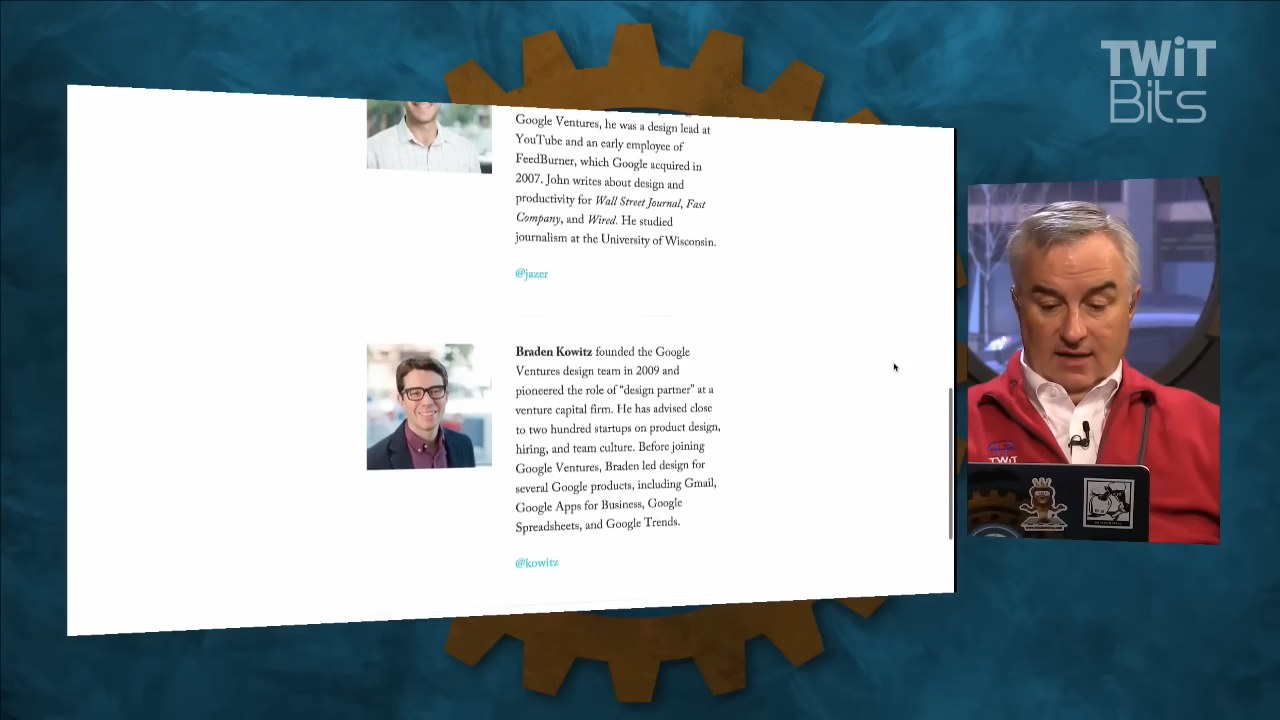 TWiT
Bits
Google Ventures, he was a design lead at
YouTube and an early employee of
FeedBurner, which Google acquired in
2007. John writes about design and
productivity for Wall Street Journal, Fast
Company, and Wired. He studied
journalism at the University of Wisconsin.
@jazer
Braden Kowitz founded the Google
Ventures design team in 2009 and
pioneered the role of “design partner” at a
venture capital firm. He has advised close
to two hundred startups on product design,
hiring, and team culture. Before joining
Google Ventures, Braden led design for
several Google products, including Gmail,
Google Apps for Business, Google
Spreadsheets, and Google Trends.
@kowitz
TWiT